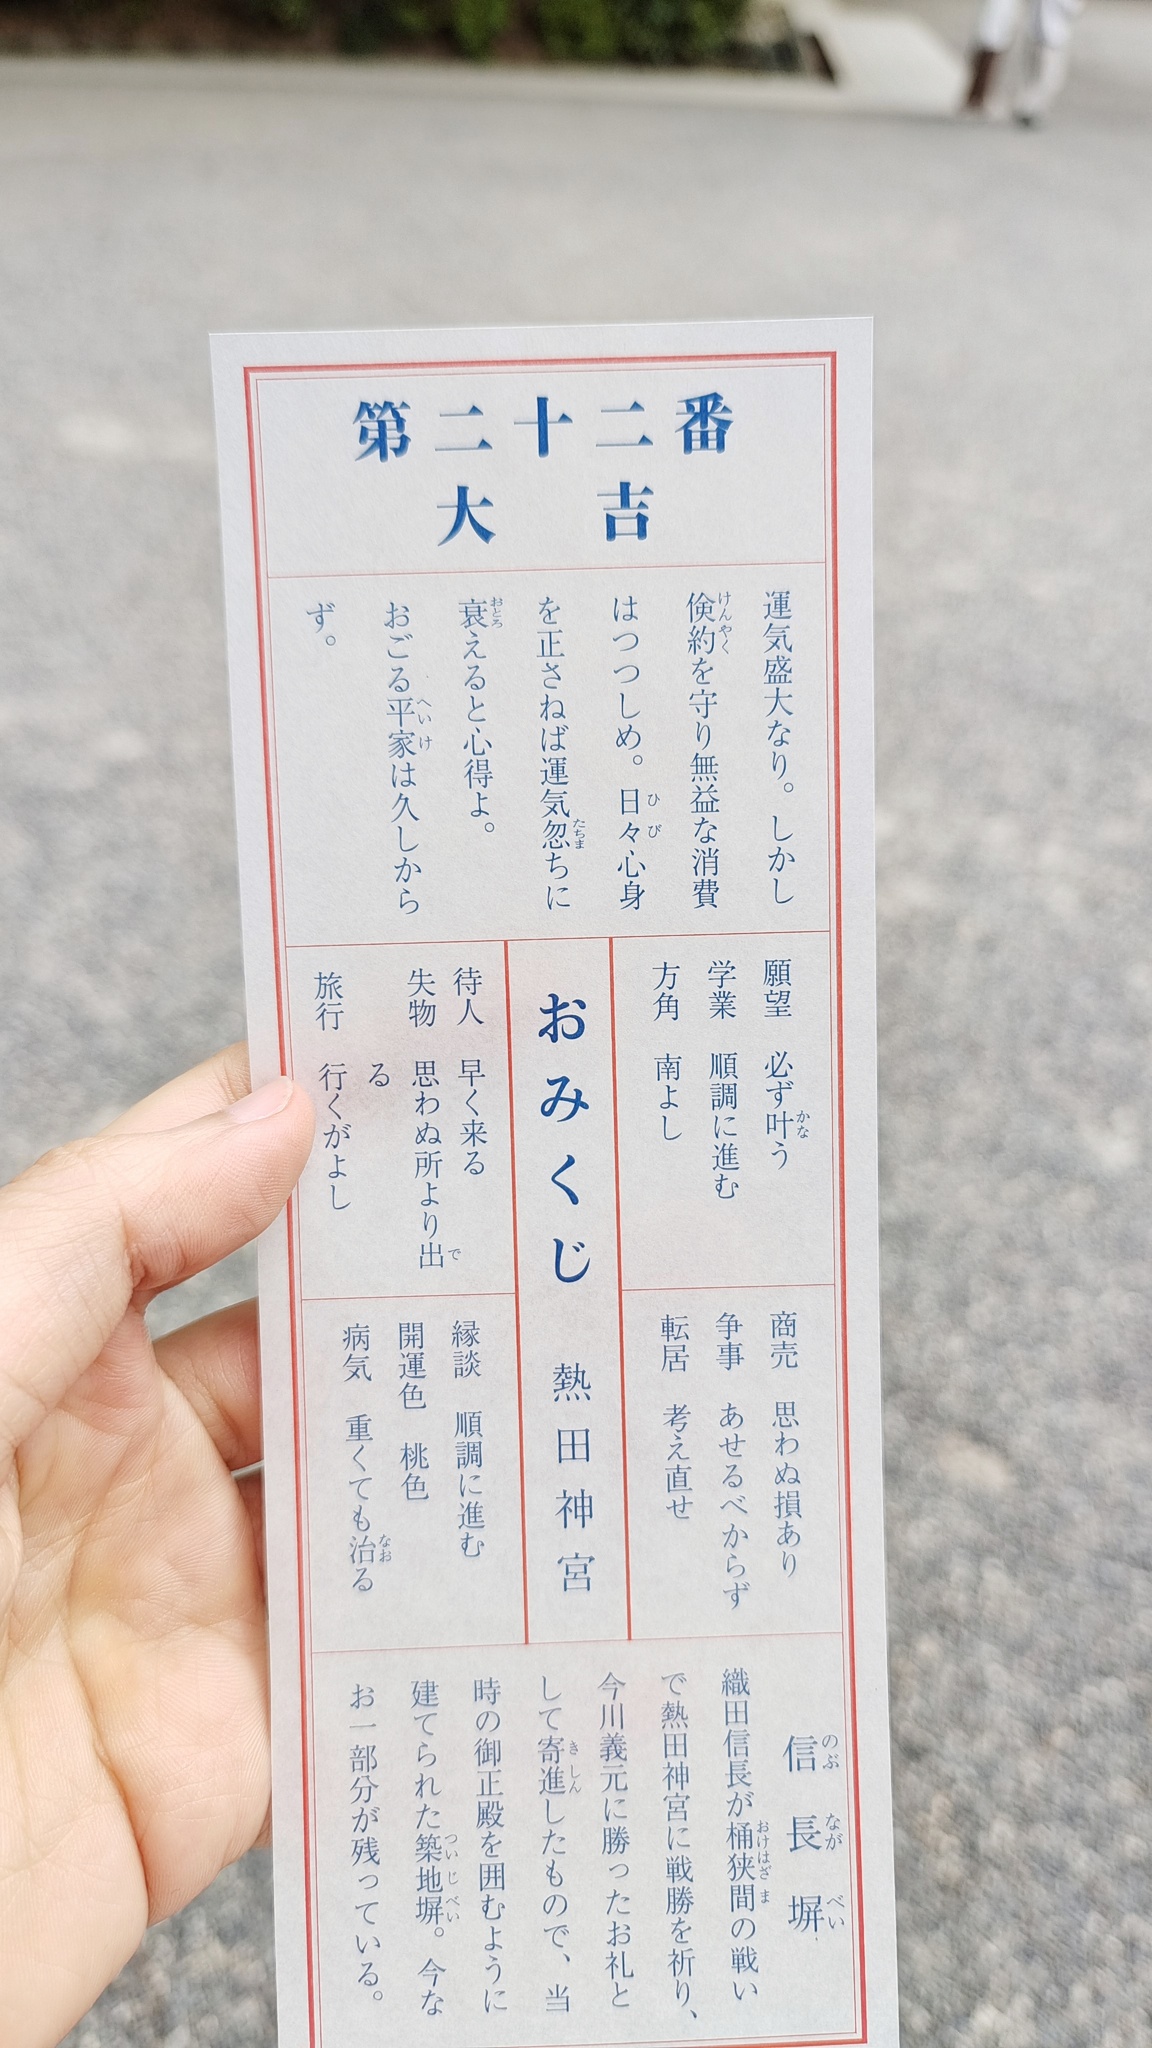 第二十二番
大吉
運気盛大なり。しかし
倹約を守り無益な消費
はつつしめ。日々心身
を正さねば運気忽ちに
衰えると心得よ。
おごる平家は久しから
ず。
願望 必ず叶う
学業 順調に進む
方角 南よし
おみくじ 熱田神宮
待人 早く来る
失物 思わぬ所より出
る
旅行 行くがよし
商売 思わぬ損あり
争事 あせるべからず
転居 考え直せ
縁談 順調に進む
開運色 桃色
病気 重くても治る
信長塀
織田信長が桶狭間の戦い
で熱田神宮に戦勝を祈り、
今川義元に勝ったお礼と
して寄進したもので、当
時の御正殿を囲むように
建てられた築地塀。今な
お一部分が残っている。